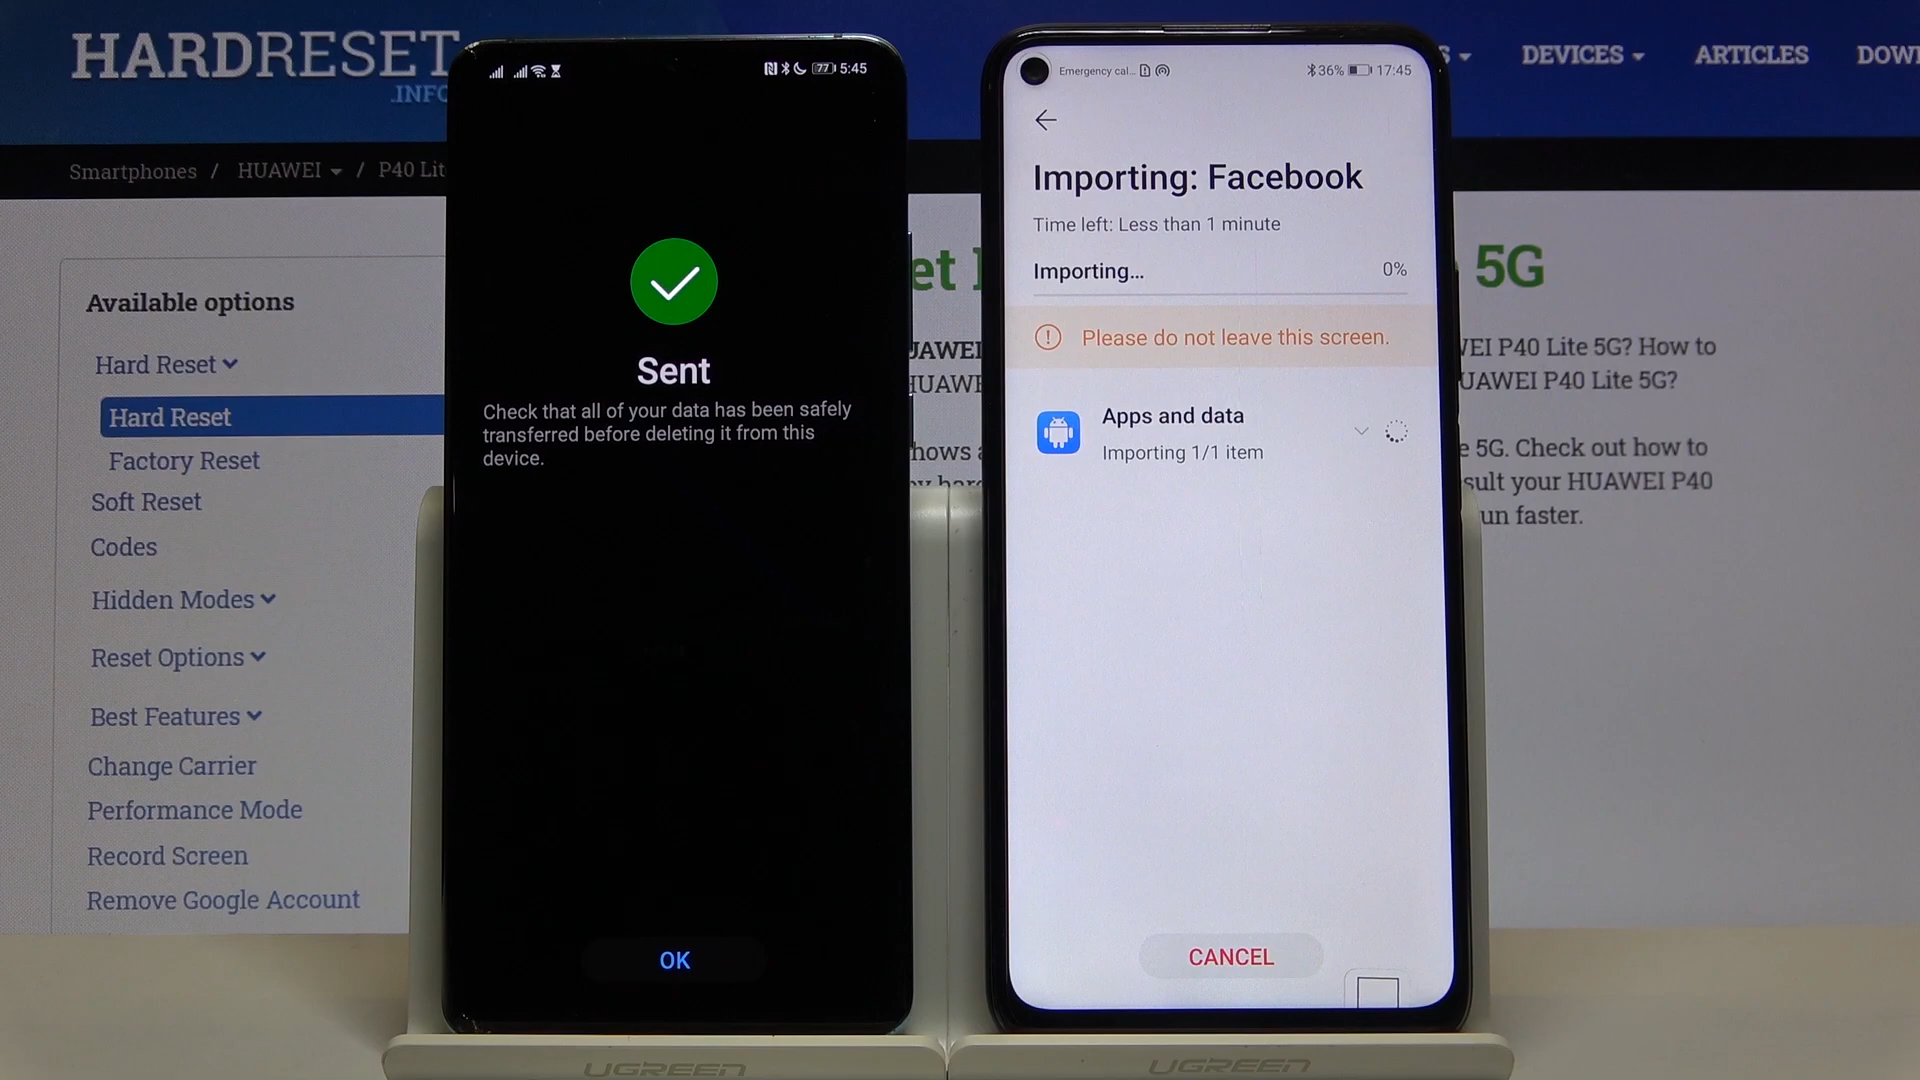 HARDRESET
.INFO
DEVICES
ARTICLES
Smartphones / HUAWEI / P40 Lit
Available options
Hard Reset
Hard Reset
Factory Reset
Soft Reset
Codes
Hidden Modes
Reset Options
Best Features
Change Carrier
Performance Mode
Record Screen
Remove Google Account
77 5:45
Sent
Check that all of your data has been safely
transferred before deleting it from this
device.
OK
Emergency cal... 36% 17:45
Importing: Facebook
Time left: Less than 1 minute
Importing... 0%
Please do not leave this screen.
Apps and data
Importing 1/1 item
CANCEL
et
5G
P40 Lite 5G? How to
HUAWEI P40 Lite 5G?
5G. Check out how to
your HUAWEI P40
un faster.
UGREEN
UGREEN